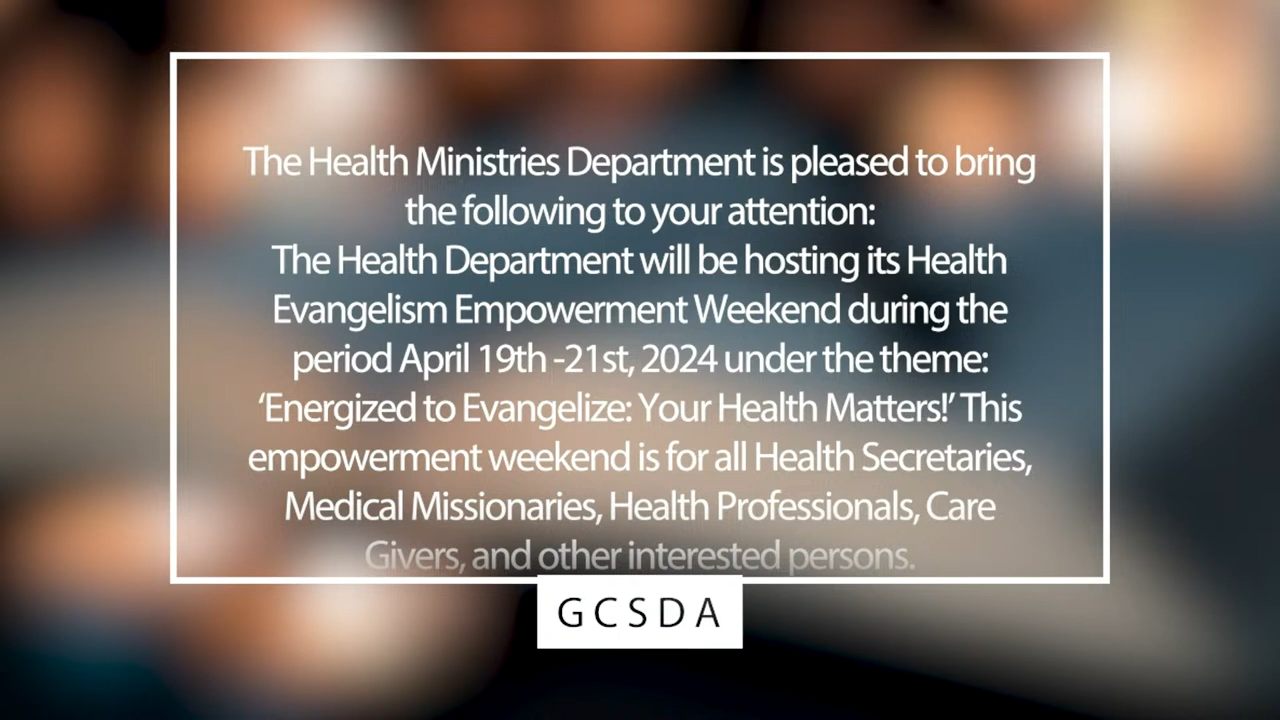 The Health Ministries Department is pleased to bring
the following to your attention:
The Health Department will be hosting its Health
Evangelism Empowerment Weekend during the
period April 19th -21st, 2024 under the theme:
‘Energized to Evangelize: Your Health Matters!’ This
empowerment weekend is for all Health Secretaries,
Medical Missionaries, Health Professionals, Care
Givers, and other interested persons.
GCSDA